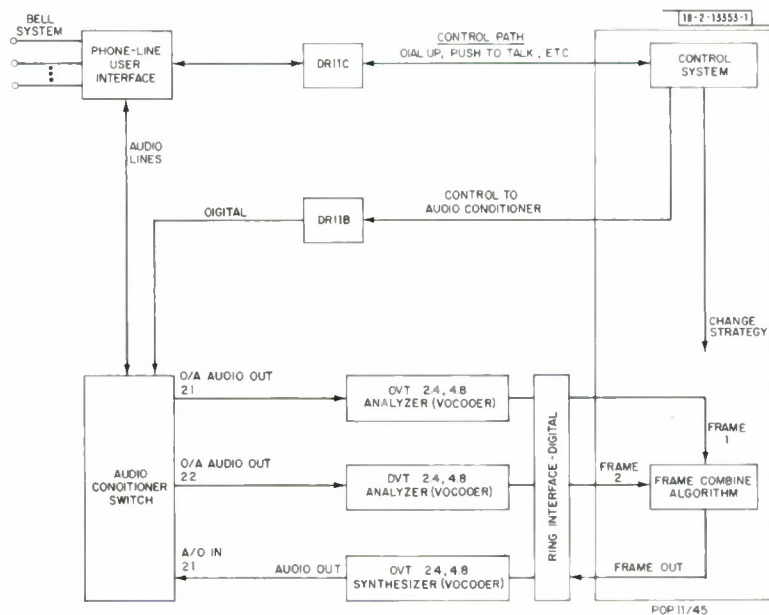 BELL
SYSTEM
PHONE-LINE
USER
INTERFACE
DR11C
CONTROL PATH
DIAL UP, PUSH TO TALK, ETC
18-2-13353-1
CONTROL
SYSTEM
AUDIO
LINES
DIGITAL
DR11B
CONTROL TO
AUDIO CONDITIONER
CHANGE
STRATEGY
AUDIO
CONDITIONER
SWITCH
D/A AUDIO OUT
21
DVT 2.4, 4.8
ANALYZER (VOCODER)
D/A AUDIO OUT
22
DVT 2.4, 4.8
ANALYZER (VOCODER)
A/D IN
21
AUDIO OUT
DVT 2.4, 4.8
SYNTHESIZER (VOCODER)
RING INTERFACE-DIGITAL
FRAME
1
FRAME
2
FRAME COMBINE
ALGORITHM
FRAME OUT
PDP 11/45